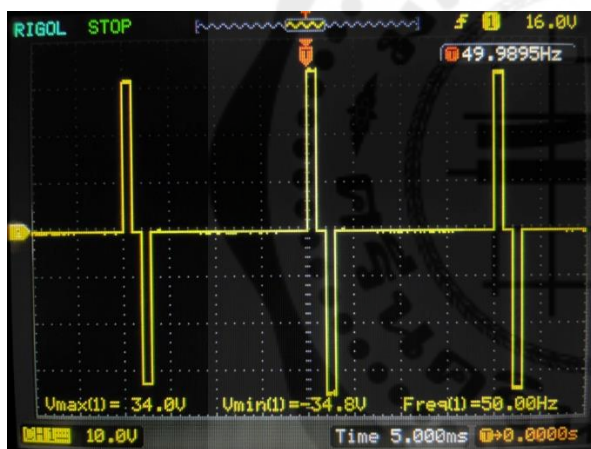 RIGOL STOP 1 16.0V
T 49.9895Hz
Vmax(1)= 34.0V Vmin(1)=-34.8V Freq(1)=50.00Hz
CH1 10.0V Time 5.000ms T→0.0000s